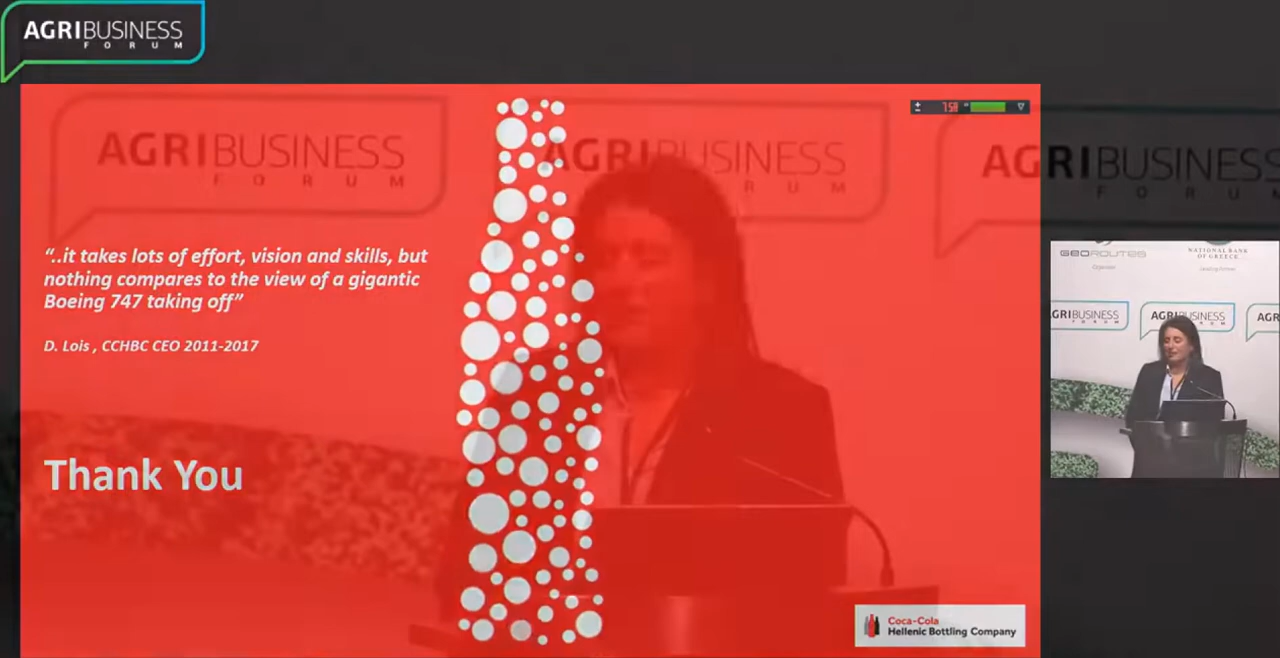 AGRIBUSINESS
FORUM
AGRIBUSINESS
FORUM
AGRIBUSINESS
FORUM
AGRIBUSINESS
FORUM
“..it takes lots of effort, vision and skills, but
nothing compares to the view of a gigantic
Boeing 747 taking off”
D. Lois , CCHBC CEO 2011-2017
Thank You
Coca-Cola
Hellenic Bottling Company
GEOROUTES
NATIONAL BANK
OF GREECE
AGRIBUSINESS
AGRI